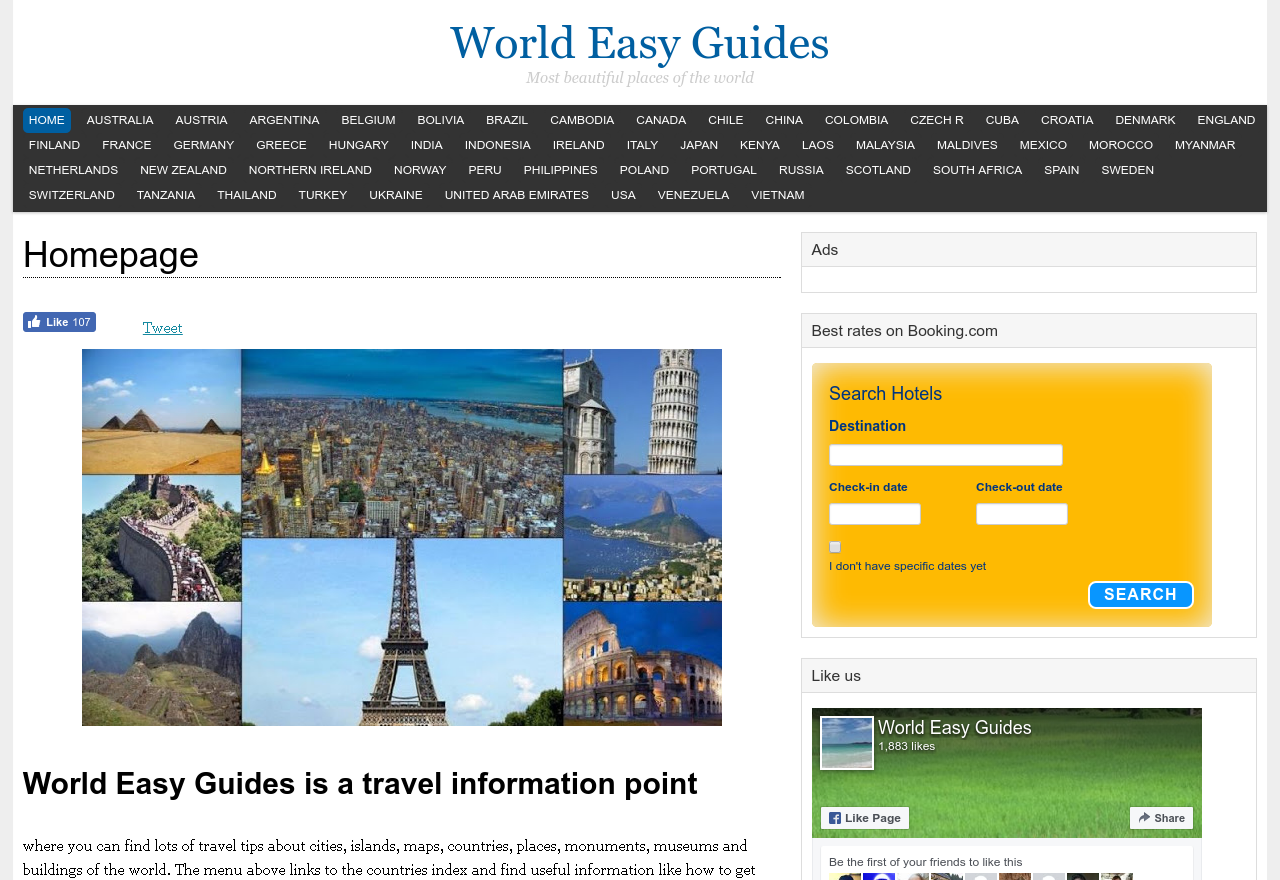 World Easy Guides
Most beautiful places of the world
HOME AUSTRALIA AUSTRIA ARGENTINA BELGIUM BOLIVIA BRAZIL CAMBODIA CANADA CHILE CHINA COLOMBIA CZECH R CUBA CROATIA DENMARK ENGLAND
FINLAND FRANCE GERMANY GREECE HUNGARY INDIA INDONESIA IRELAND ITALY JAPAN KENYA LAOS MALAYSIA MALDIVES MEXICO MOROCCO MYANMAR
NETHERLANDS NEW ZEALAND NORTHERN IRELAND NORWAY PERU PHILIPPINES POLAND PORTUGAL RUSSIA SCOTLAND SOUTH AFRICA SPAIN SWEDEN
SWITZERLAND TANZANIA THAILAND TURKEY UKRAINE UNITED ARAB EMIRATES USA VENEZUELA VIETNAM
Homepage
Like 107
Tweet
World Easy Guides is a travel information point
where you can find lots of travel tips about cities, islands, maps, countries, places, monuments, museums and
buildings of the world. The menu above links to the countries index and find useful information like how to get
Ads
Best rates on Booking.com
Search Hotels
Destination
Check-in date Check-out date
I don't have specific dates yet
SEARCH
Like us
World Easy Guides
1,883 likes
Like Page Share
Be the first of your friends to like this